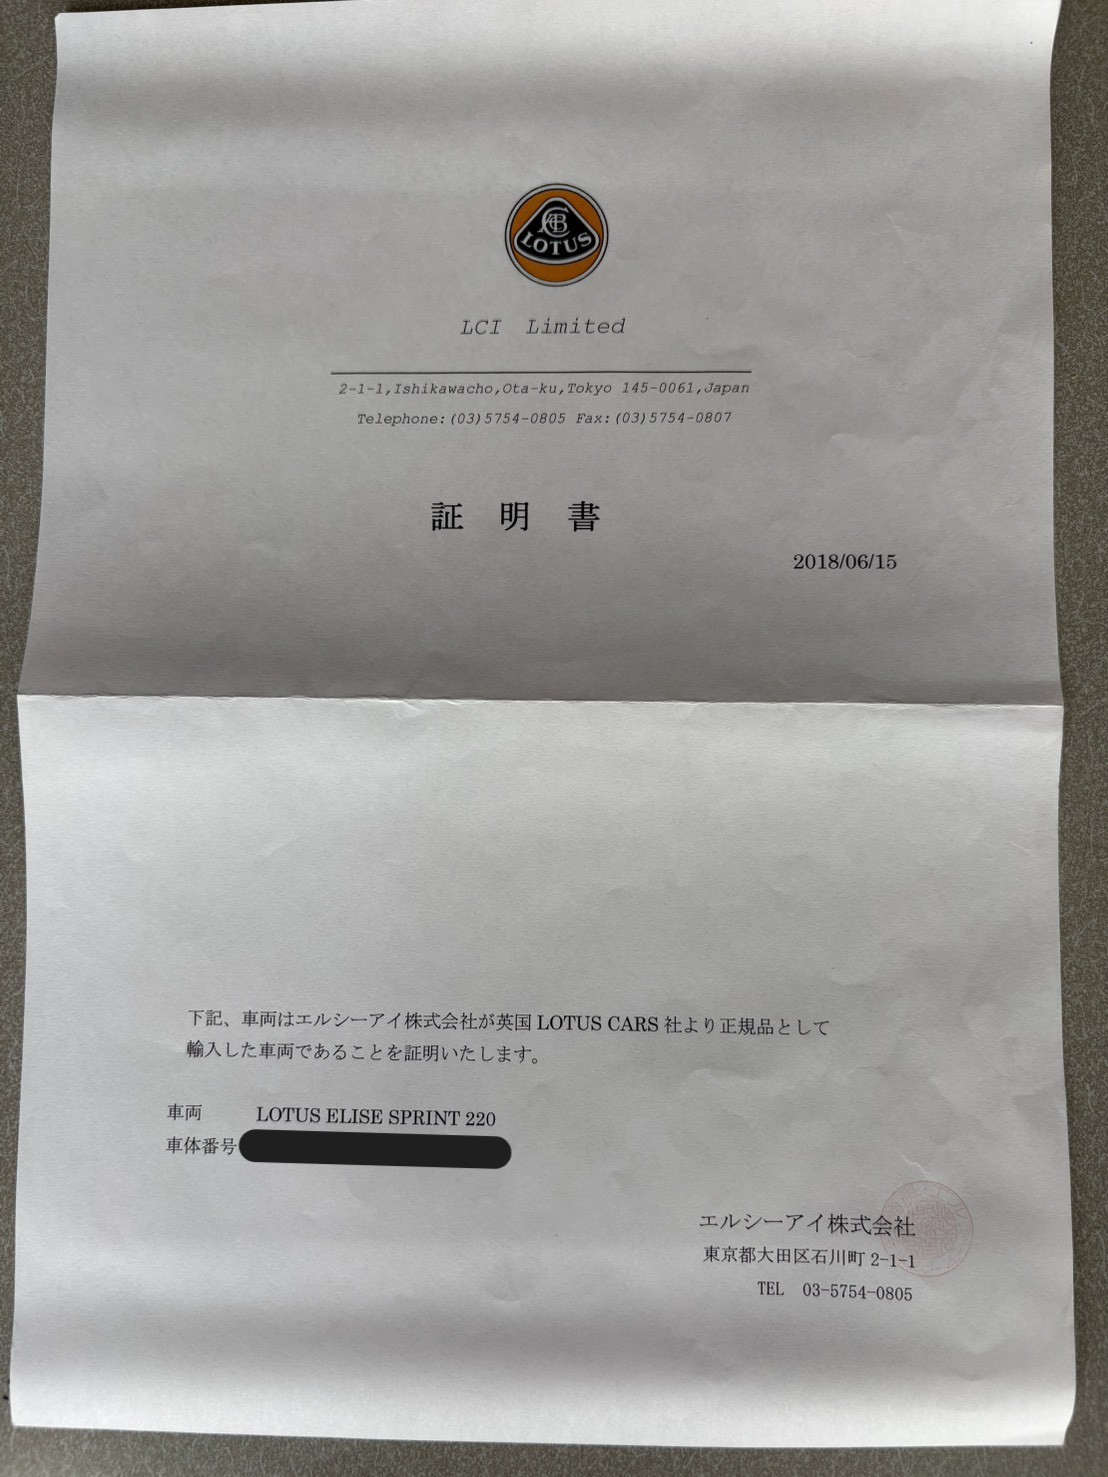 LOTUS
LCI Limited
2-1-1,Ishikawacho,Ota-ku,Tokyo 145-0061,Japan
Telephone:(03)5754-0805 Fax:(03)5754-0807
証 明 書
2018/06/15
下記、車両はエルシーアイ株式会社が英国 LOTUS CARS 社より正規品として
輸入した車両であることを証明いたします。
車両 LOTUS ELISE SPRINT 220
車体番号
エルシーアイ株式会社
東京都大田区石川町 2-1-1
TEL 03-5754-0805